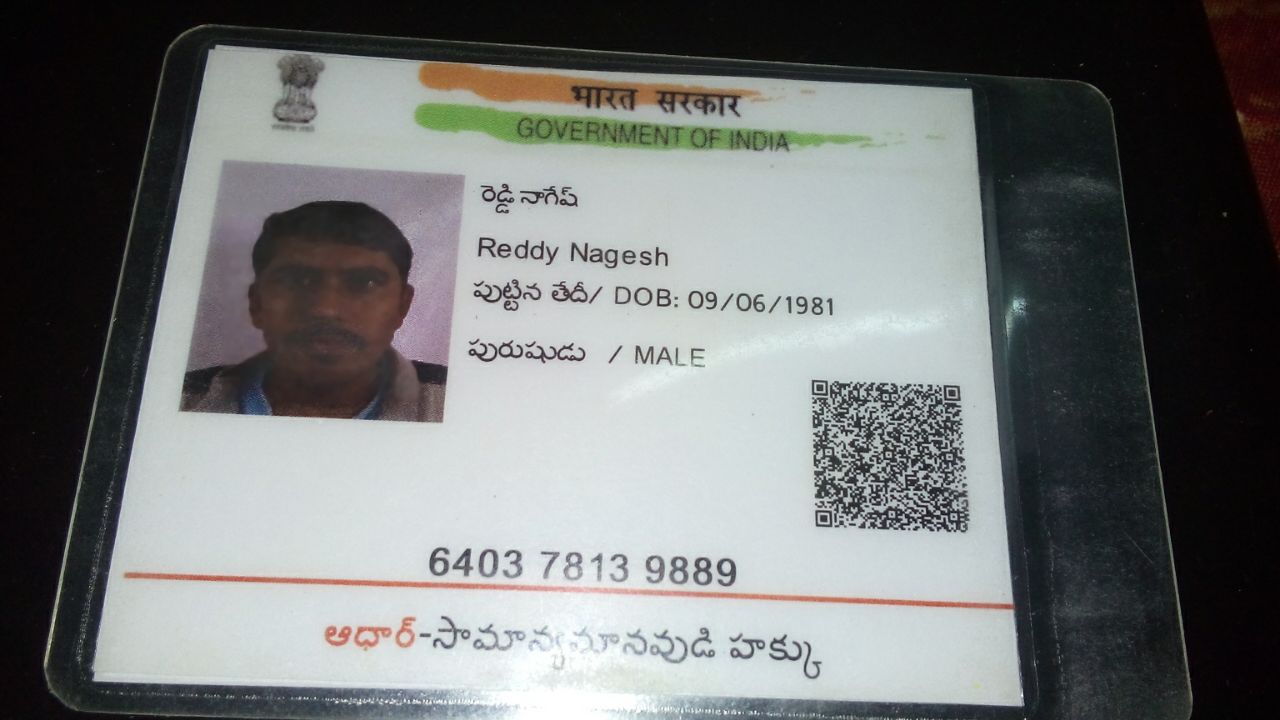 भारत सरकार
GOVERNMENT OF INDIA
రెడ్డి నాగేష్
Reddy Nagesh
పుట్టిన తేదీ/ DOB: 09/06/1981
పురుషుడు / MALE
6403 7813 9889
ఆధార్-సామాన్యమానవుడి హక్కు